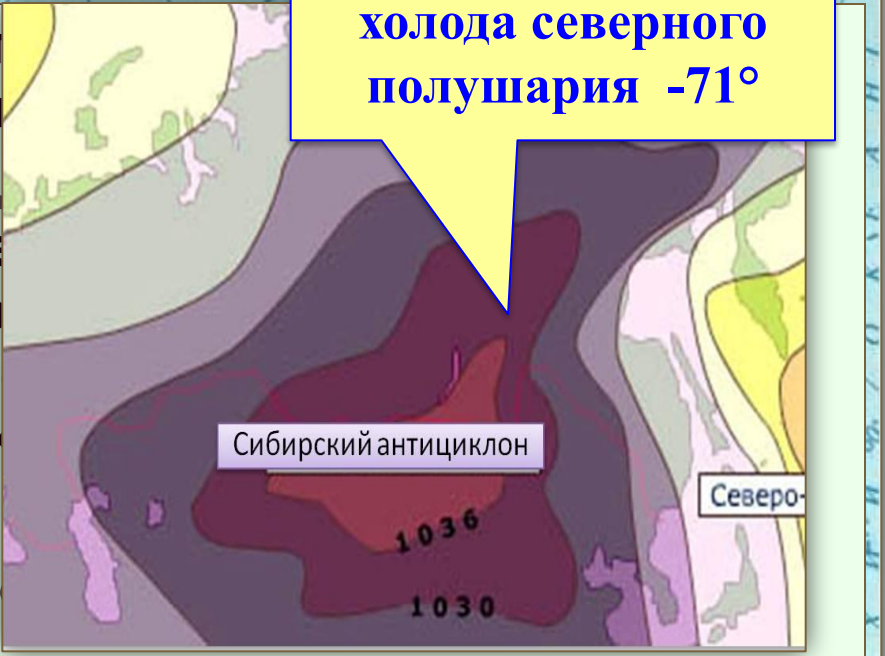 холода северного
полушария -71°
Сибирский антициклон
Северо-
1036
1030